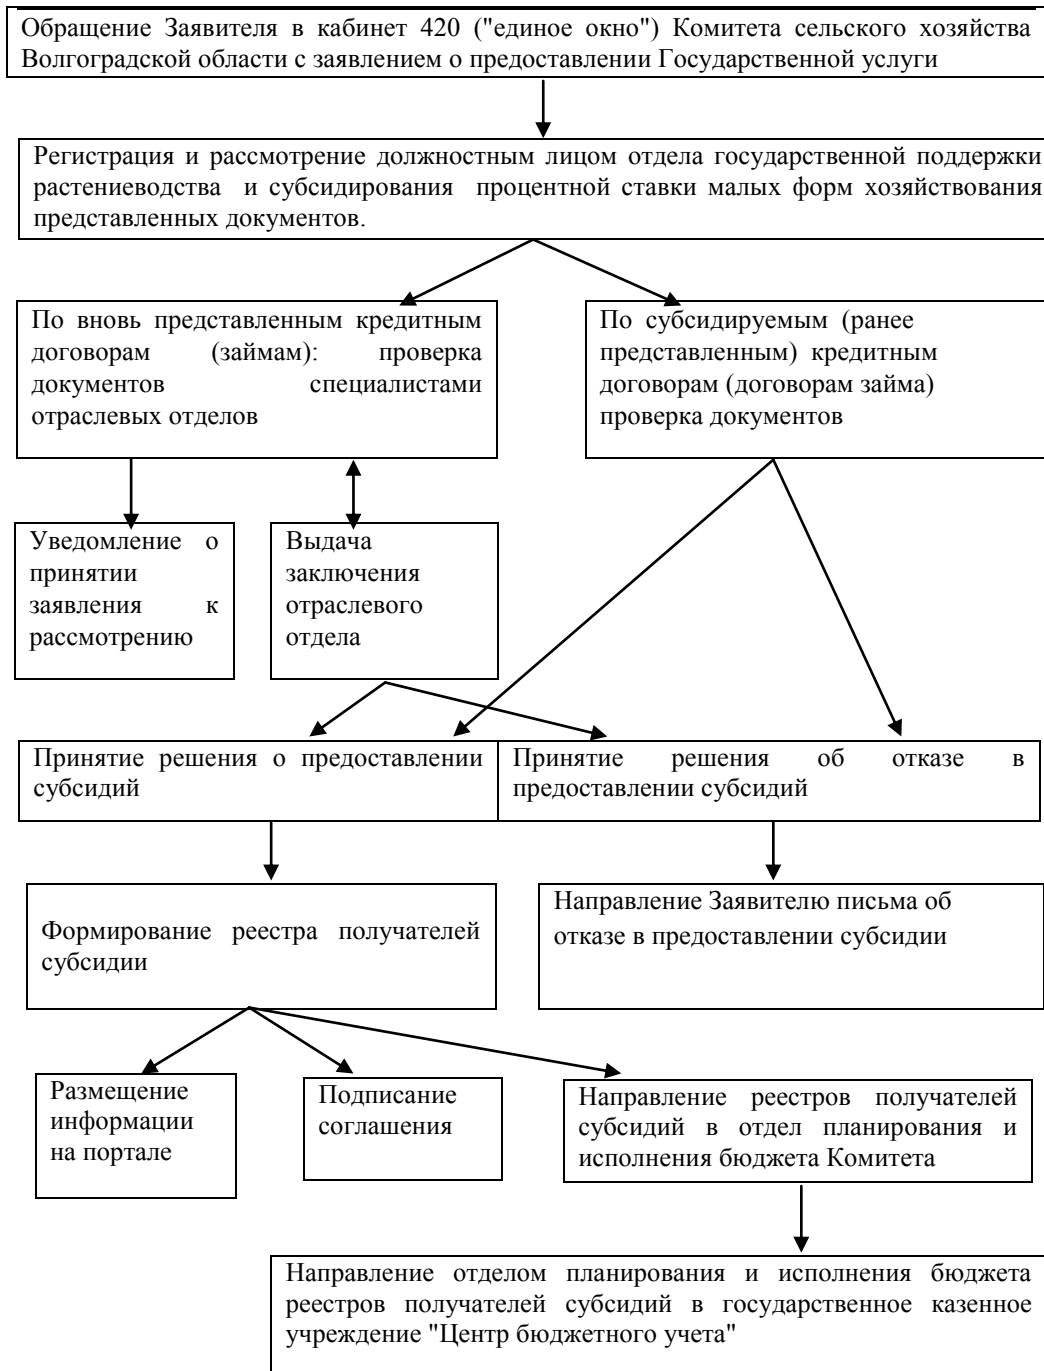 Обращение Заявителя в кабинет 420 ("единое окно") Комитета сельского хозяйства
Волгоградской области с заявлением о предоставлении Государственной услуги
Регистрация и рассмотрение должностным лицом отдела государственной поддержки
растениеводства и субсидирования процентной ставки малых форм хозяйствования
представленных документов.
По вновь представленным кредитным
договорам (займам): проверка
документов специалистами
отраслевых отделов
По субсидируемым (ранее
представленным) кредитным
договорам (договорам займа)
проверка документов
Уведомление о
принятии
заявления к
рассмотрению
Выдача
заключения
отраслевого
отдела
Принятие решения о предоставлении
субсидий
Принятие решения об отказе в
предоставлении субсидий
Формирование реестра получателей
субсидии
Направление Заявителю письма об
отказе в предоставлении субсидии
Размещение
информации
на портале
Подписание
соглашения
Направление реестров получателей
субсидий в отдел планирования и
исполнения бюджета Комитета
Направление отделом планирования и исполнения бюджета
реестров получателей субсидий в государственное казенное
учреждение "Центр бюджетного учета"